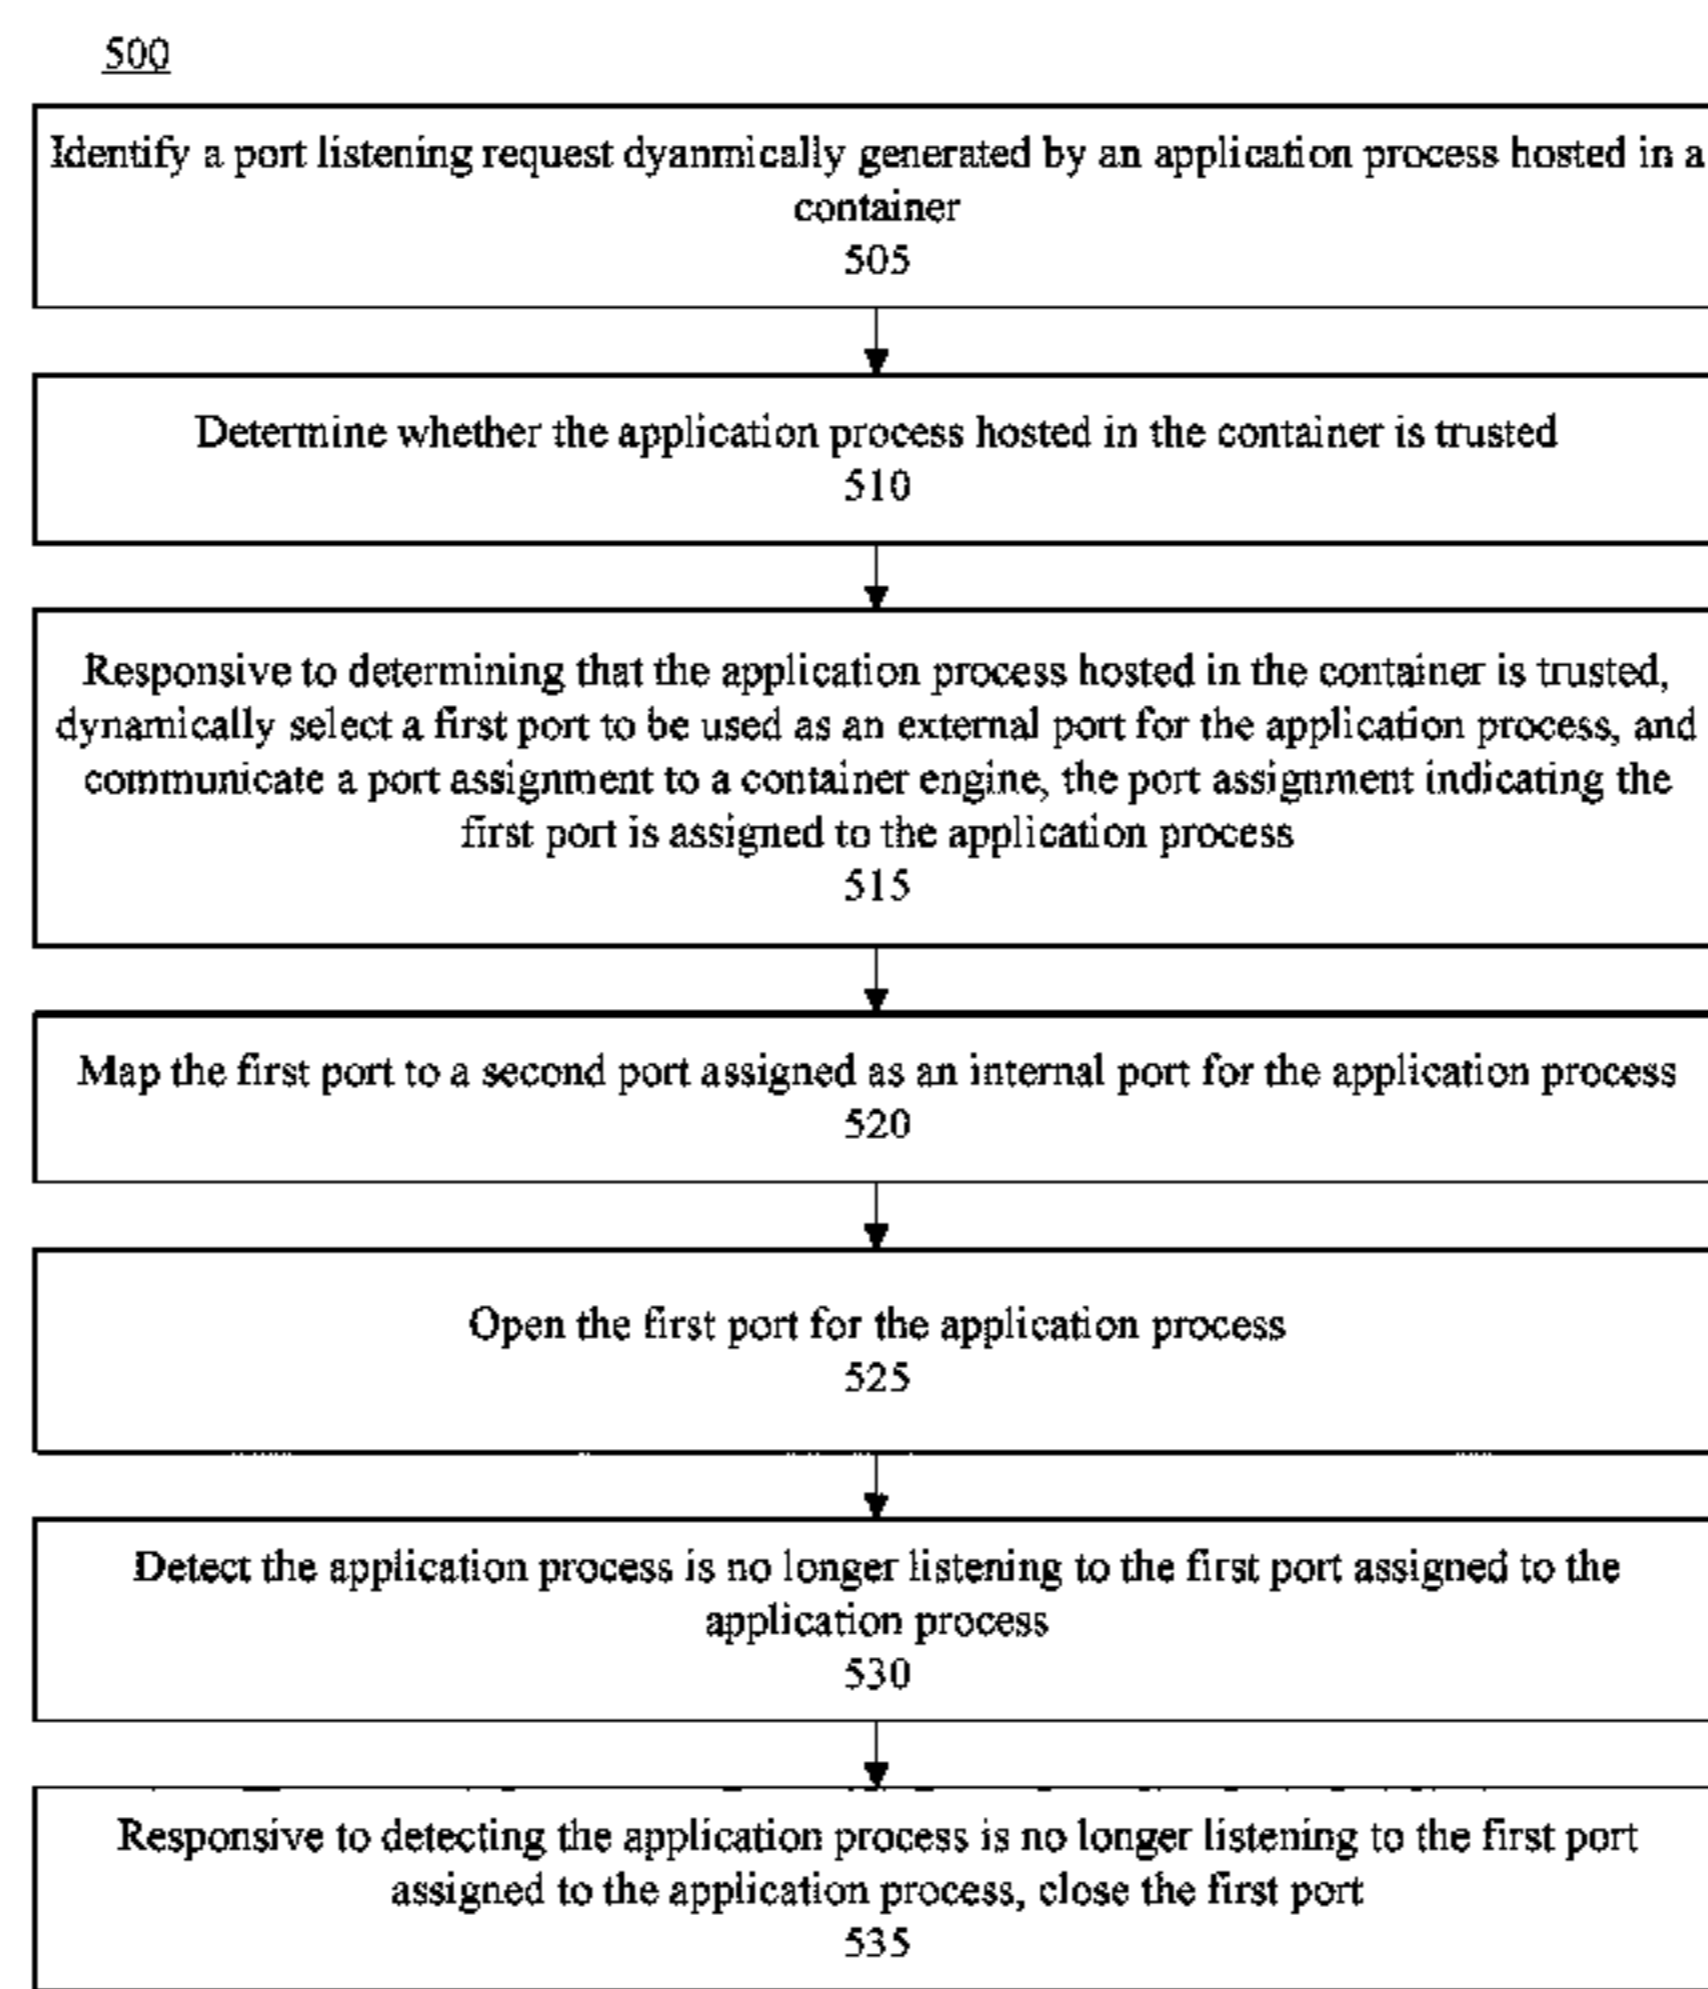 500
Identify a port listening request dyanmically generated by an application process hosted in a
container
505
Determine whether the application process hosted in the container is trusted
510
Responsive to determining that the application process hosted in the container is trusted,
dynamically select a first port to be used as an external port for the application process, and
communicate a port assignment to a container engine, the port assignment indicating the
first port is assigned to the application process
515
Map the first port to a second port assigned as an internal port for the application process
520
Open the first port for the application process
525
Detect the application process is no longer listening to the first port assigned to the
application process
530
Responsive to detecting the application process is no longer listening to the first port
assigned to the application process, close the first port
535